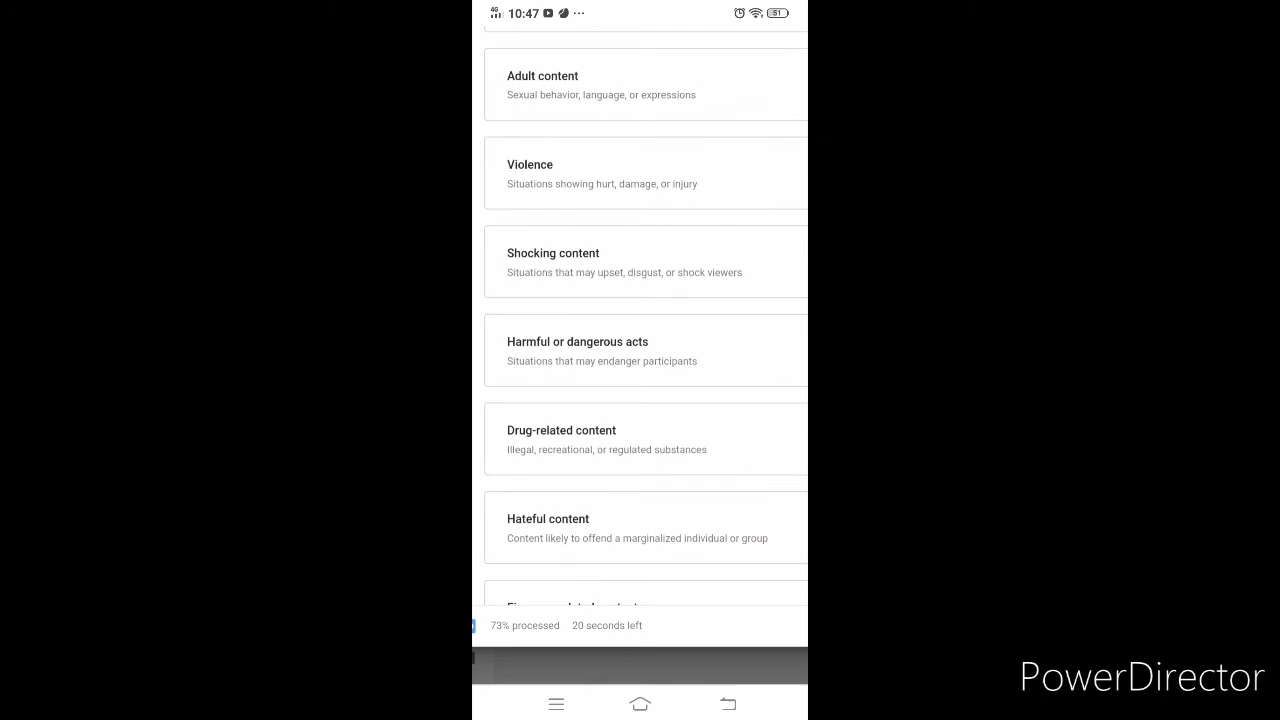 4G 10:47 ... 51
Adult content
Sexual behavior, language, or expressions
Violence
Situations showing hurt, damage, or injury
Shocking content
Situations that may upset, disgust, or shock viewers
Harmful or dangerous acts
Situations that may endanger participants
Drug-related content
Illegal, recreational, or regulated substances
Hateful content
Content likely to offend a marginalized individual or group
73% processed 20 seconds left
PowerDirector